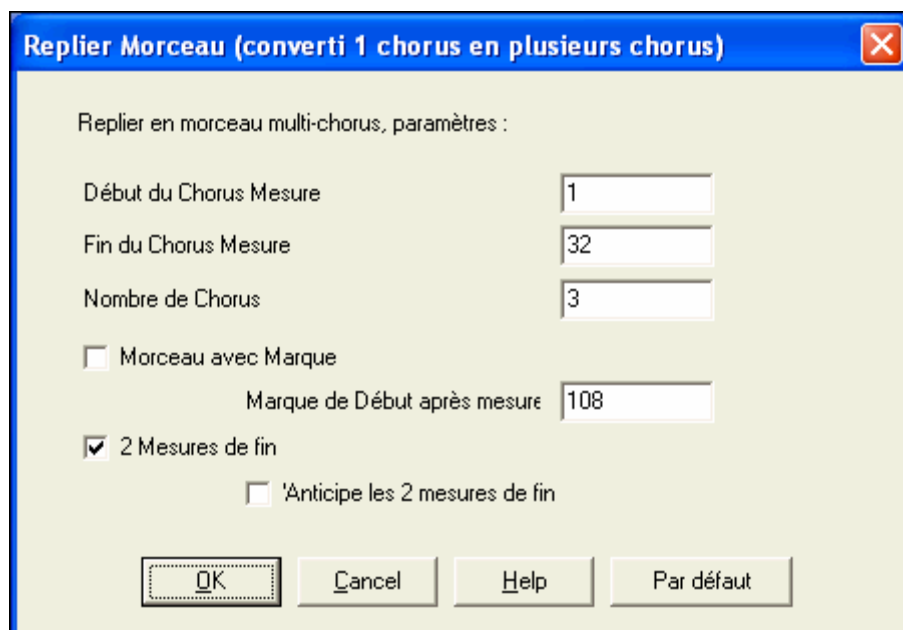 Replier Morceau (converti 1 chorus en plusieurs chorus)
Replier en morceau multi-chorus, paramètres :
Début du Chorus Mesure 1
Fin du Chorus Mesure 32
Nombre de Chorus 3
Morceau avec Marque
Marque de Début après mesure 108
2 Mesures de fin
'Anticipe les 2 mesures de fin
OK Cancel Help Par défaut